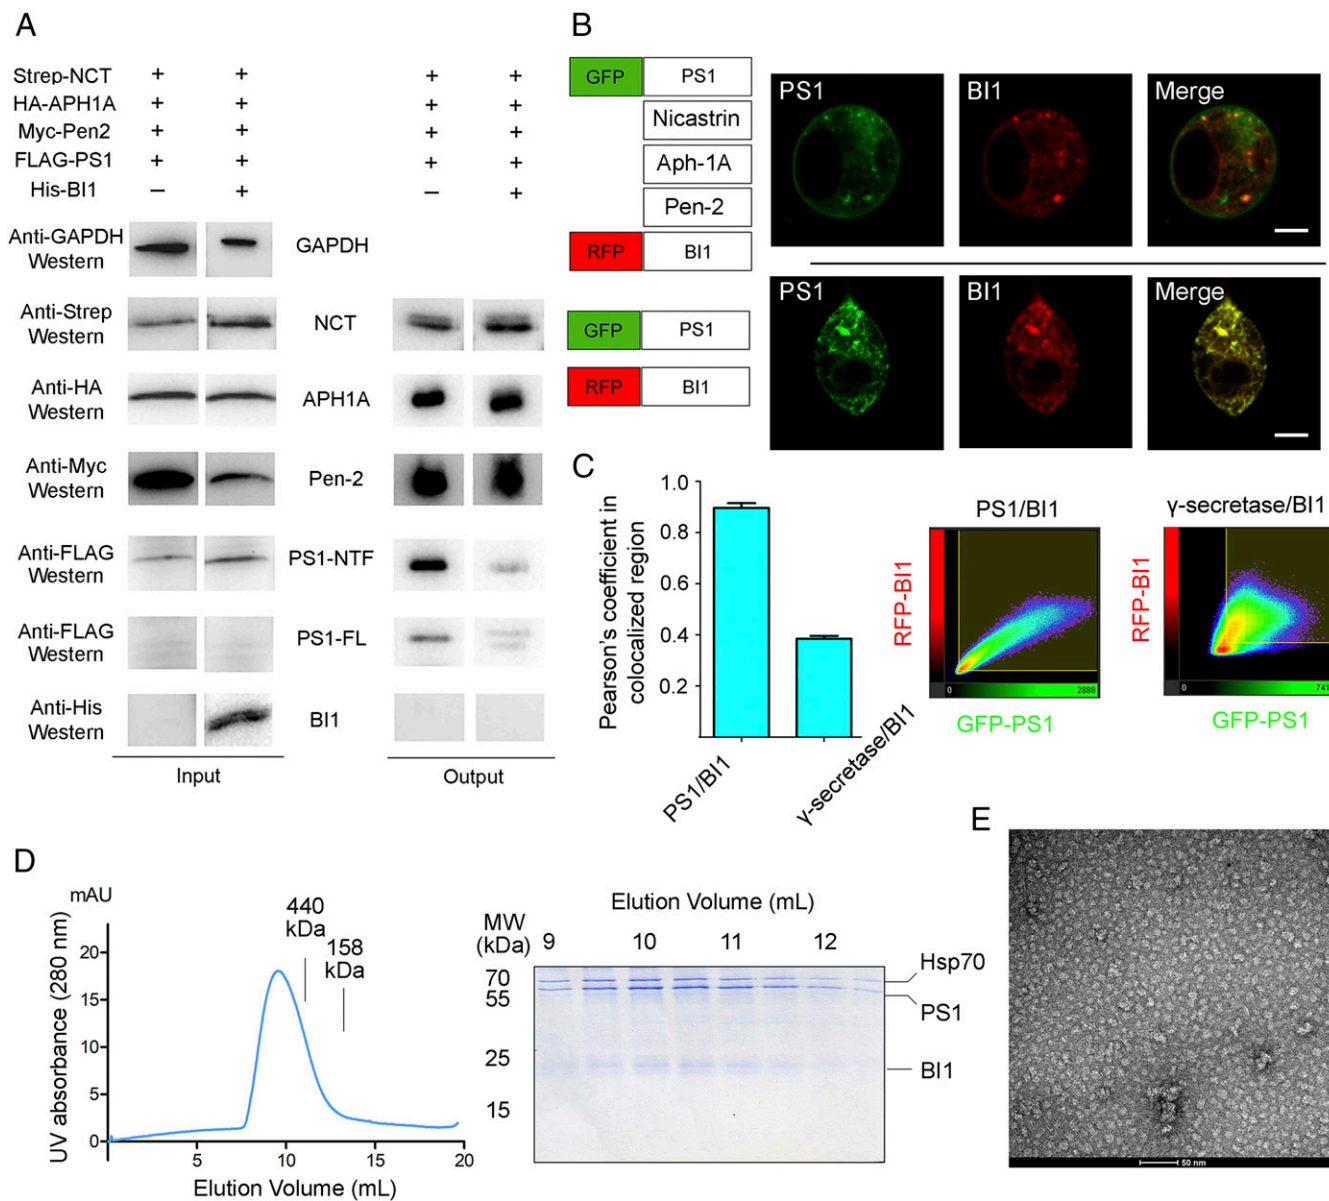 A
Strep-NCT + + + +
HA-APH1A + + + +
Myc-Pen2 + + + +
FLAG-PS1 + + + +
His-BI1 – + – +
Anti-GAPDH
Western
GAPDH
Anti-Strep
Western
NCT
Anti-HA
Western
APH1A
Anti-Myc
Western
Pen-2
Anti-FLAG
Western
PS1-NTF
Anti-FLAG
Western
PS1-FL
Anti-His
Western
BI1
Input
Output
B
GFP PS1
Nicastrin
Aph-1A
Pen-2
RFP BI1
PS1
BI1
Merge
GFP PS1
RFP BI1
PS1
BI1
Merge
C
Pearson's coefficient in
colocalized region
1.0
0.8
0.6
0.4
0.2
PS1/BI1
γ-secretase/BI1
PS1/BI1
RFP-BI1
0 2888
GFP-PS1
γ-secretase/BI1
RFP-BI1
0 741
GFP-PS1
D
mAU
UV absorbance (280 nm)
20
15
10
5
0
440
kDa
158
kDa
5 10 15 20
Elution Volume (mL)
Elution Volume (mL)
MW
(kDa)
9 10 11 12
70
55
25
15
Hsp70
PS1
BI1
E
50 nm